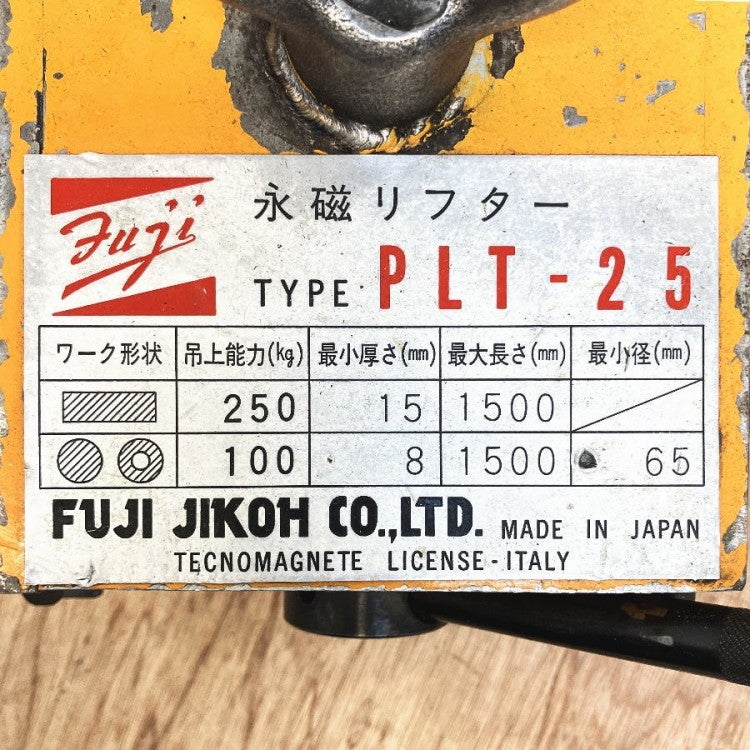 Fuji
永磁リフター
TYPE PLT-25
ワーク形状 吊上能力(kg) 最小厚さ(mm) 最大長さ(mm) 最小径(mm)
250 15 1500
100 8 1500 65
FUJI JIKOH CO.,LTD. MADE IN JAPAN
TECNOMAGNETE LICENSE-ITALY